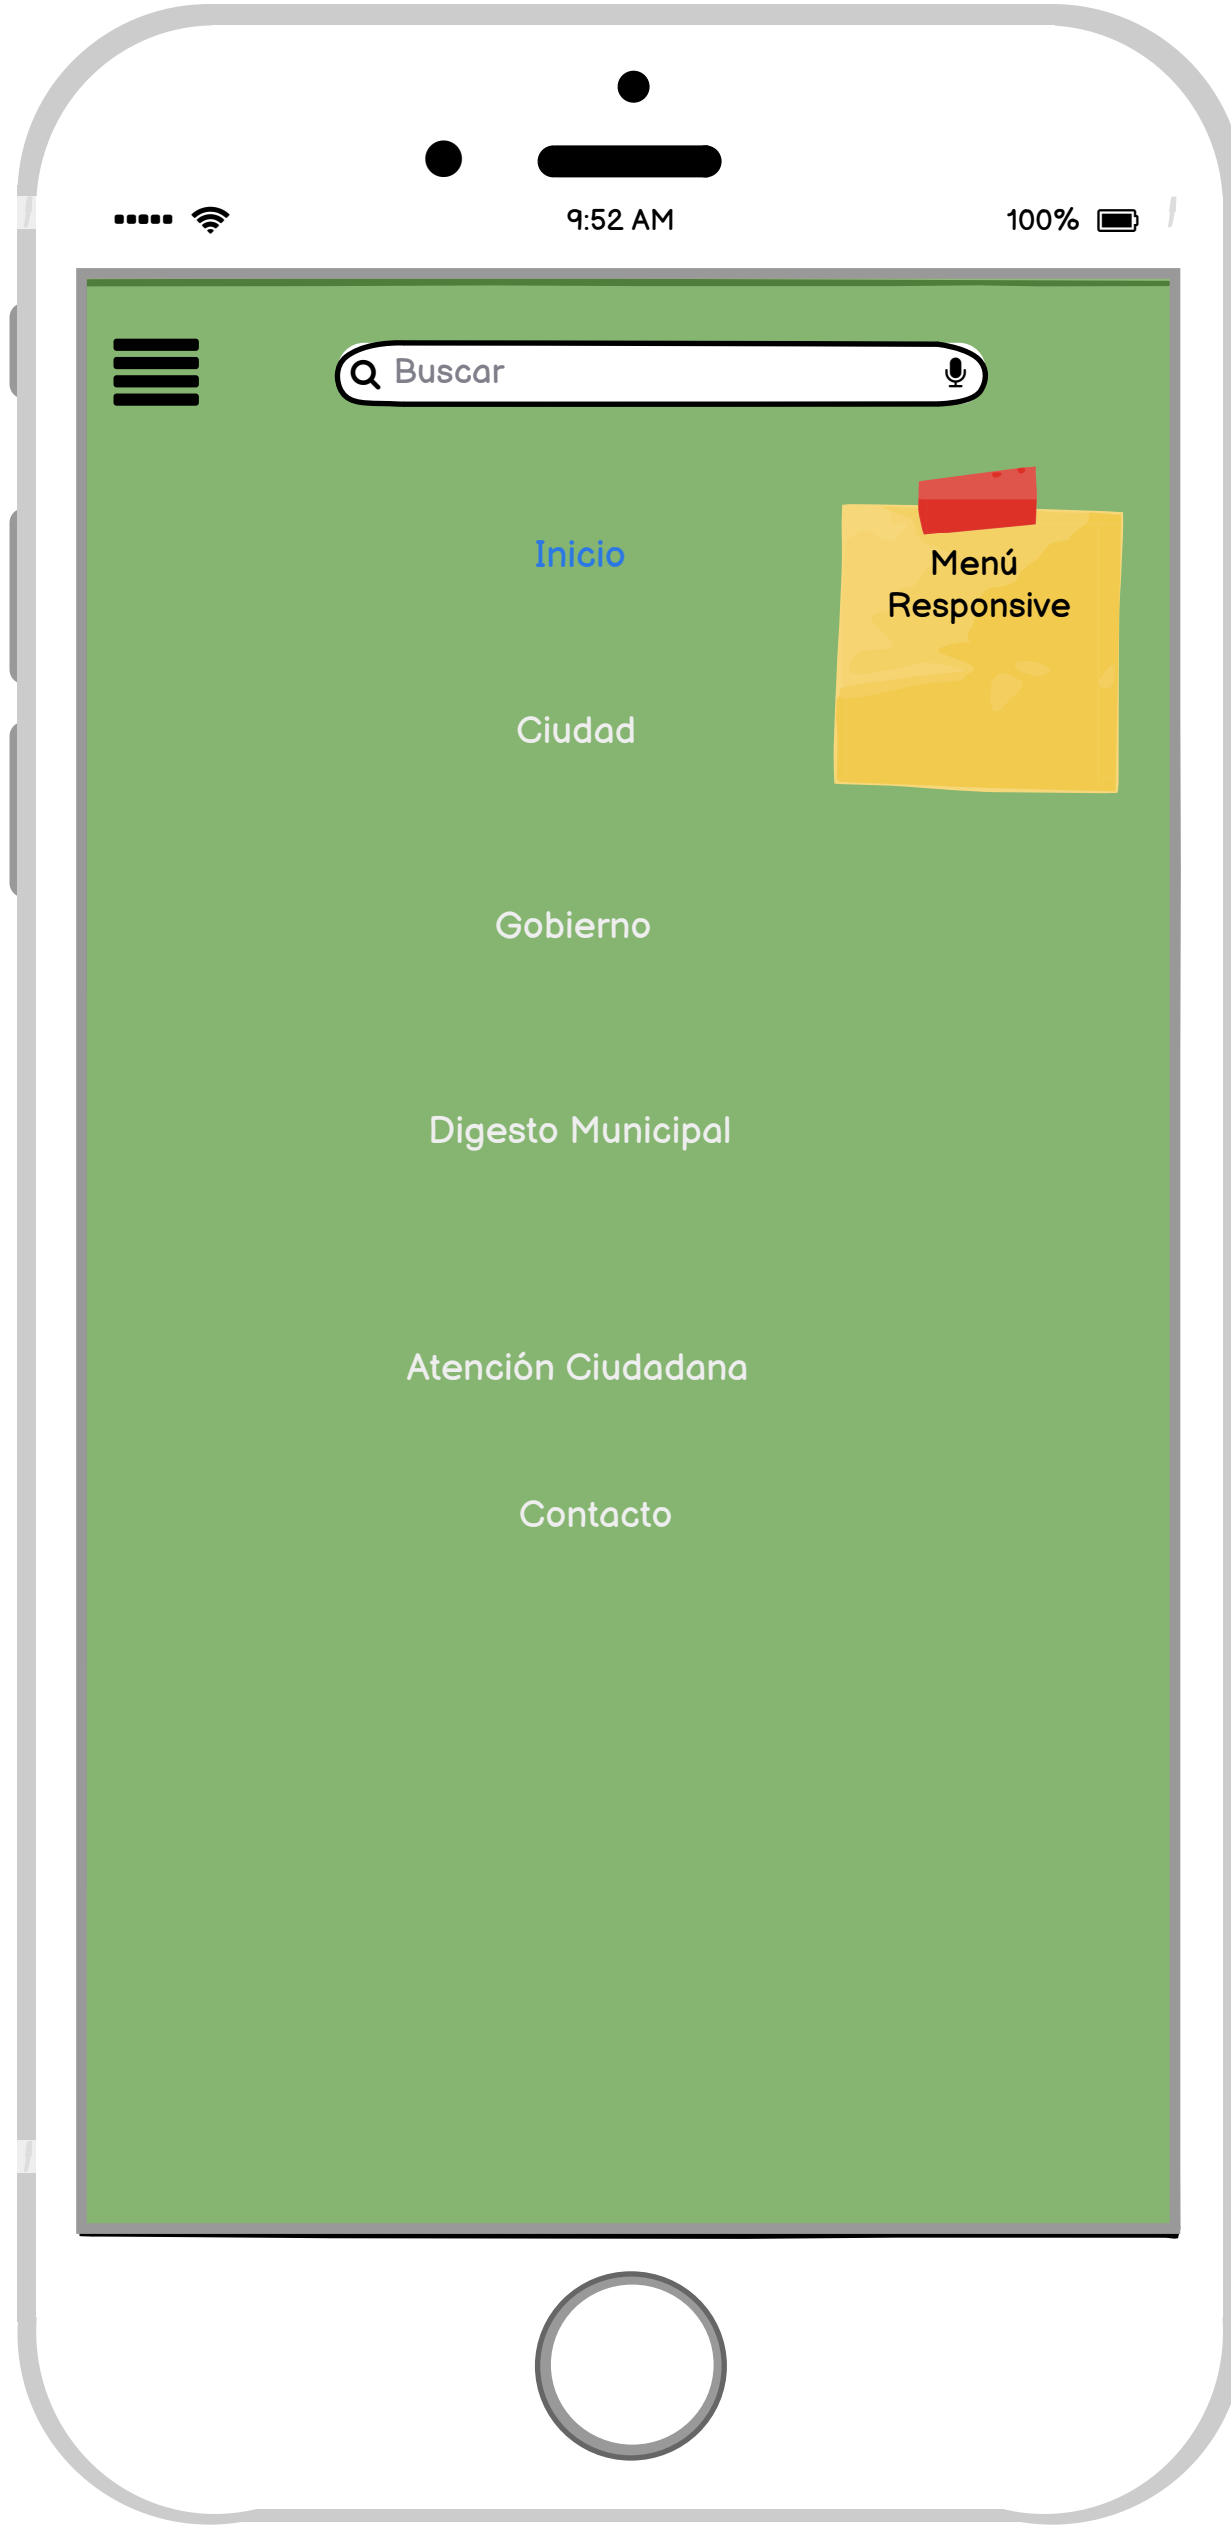 9:52 AM
100%
Buscar
Inicio
Menú
Responsive
Ciudad
Gobierno
Digesto Municipal
Atención Ciudadana
Contacto